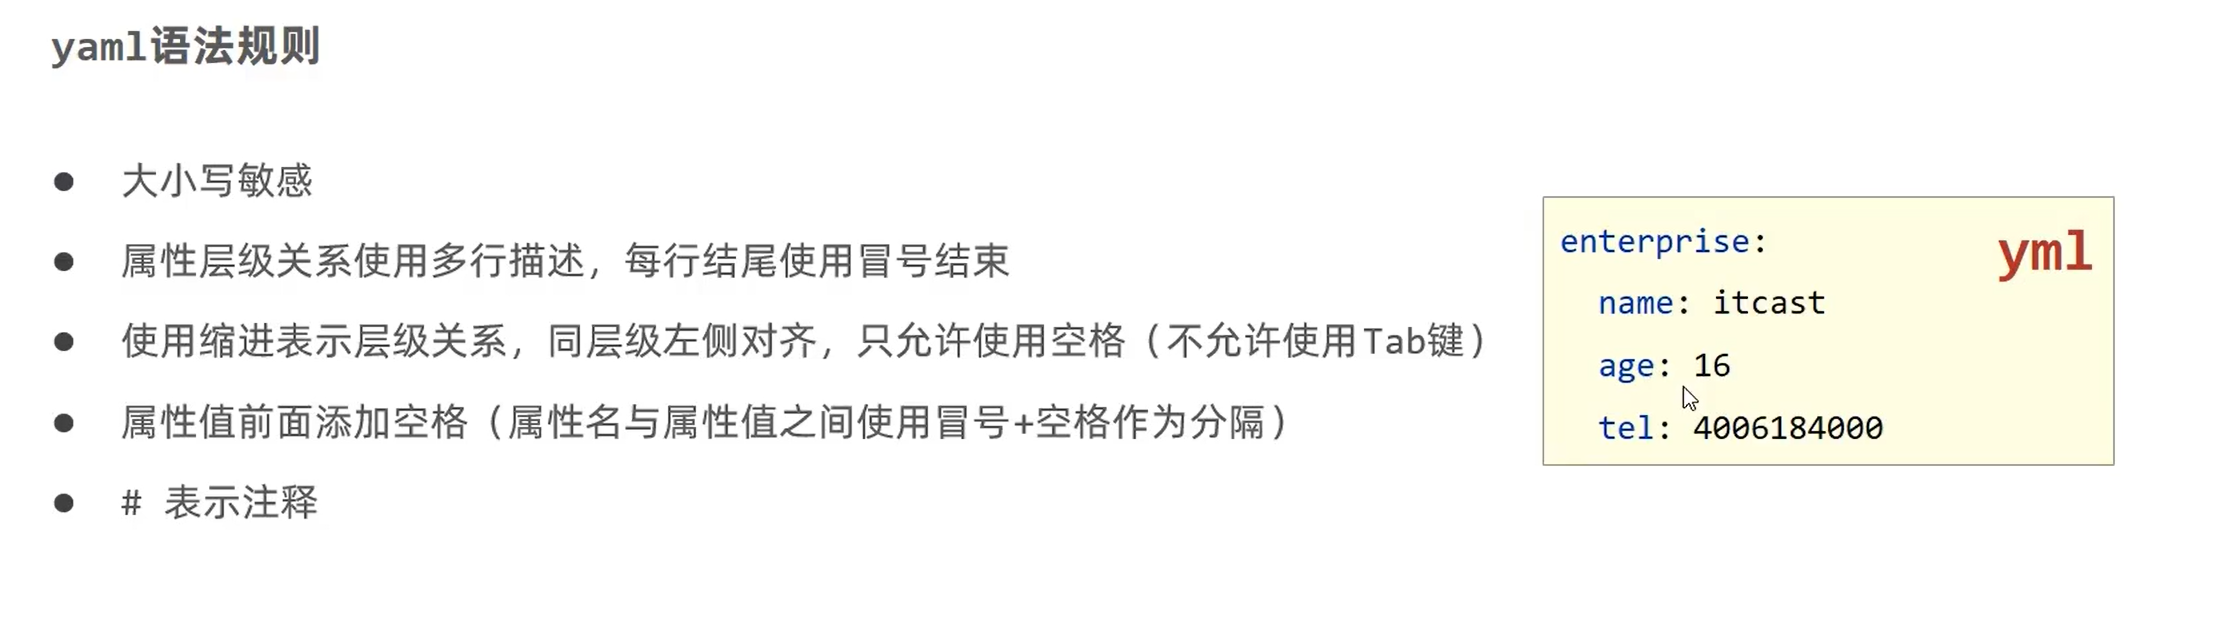 yaml语法规则
● 大小写敏感
● 属性层级关系使用多行描述，每行结尾使用冒号结束
● 使用缩进表示层级关系，同层级左侧对齐，只允许使用空格（不允许使用Tab键）
● 属性值前面添加空格（属性名与属性值之间使用冒号+空格作为分隔）
● # 表示注释
enterprise:
yml
  name: itcast
  age: 16
  tel: 4006184000